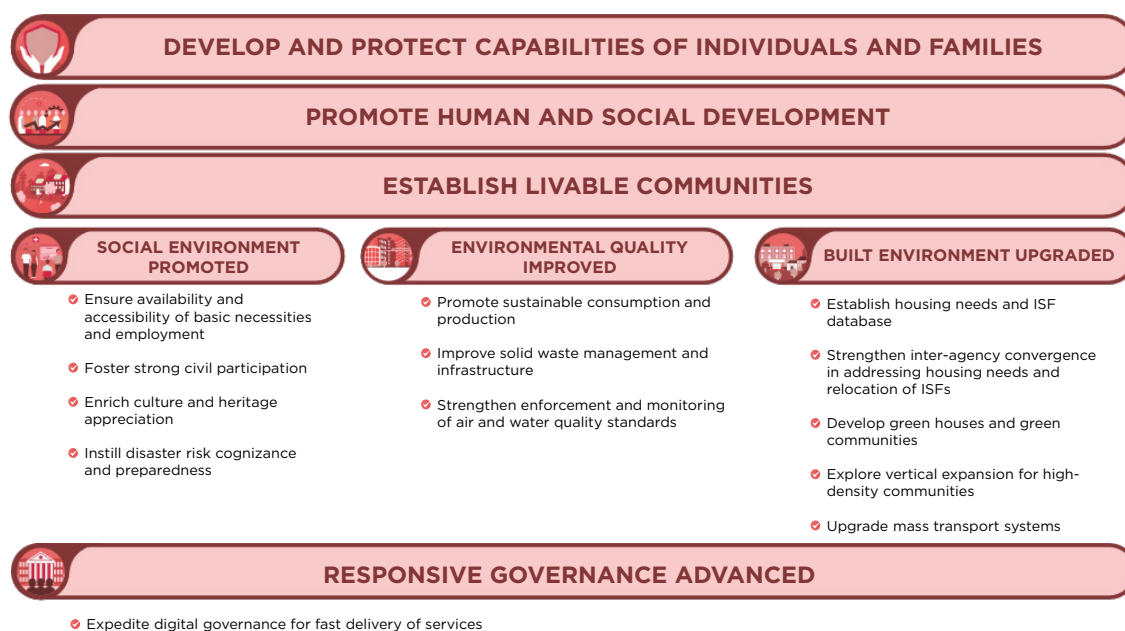 DEVELOP AND PROTECT CAPABILITIES OF INDIVIDUALS AND FAMILIES
PROMOTE HUMAN AND SOCIAL DEVELOPMENT
ESTABLISH LIVABLE COMMUNITIES
SOCIAL ENVIRONMENT
PROMOTED
Ensure availability and
accessibility of basic necessities
and employment
Foster strong civil participation
Enrich culture and heritage
appreciation
Instill disaster risk cognizance
and preparedness
ENVIRONMENTAL QUALITY
IMPROVED
Promote sustainable consumption and
production
Improve solid waste management and
infrastructure
Strengthen enforcement and monitoring
of air and water quality standards
BUILT ENVIRONMENT UPGRADED
Establish housing needs and ISF
database
Strengthen inter-agency convergence
in addressing housing needs and
relocation of ISFs
Develop green houses and green
communities
Explore vertical expansion for high-
density communities
Upgrade mass transport systems
RESPONSIVE GOVERNANCE ADVANCED
Expedite digital governance for fast delivery of services